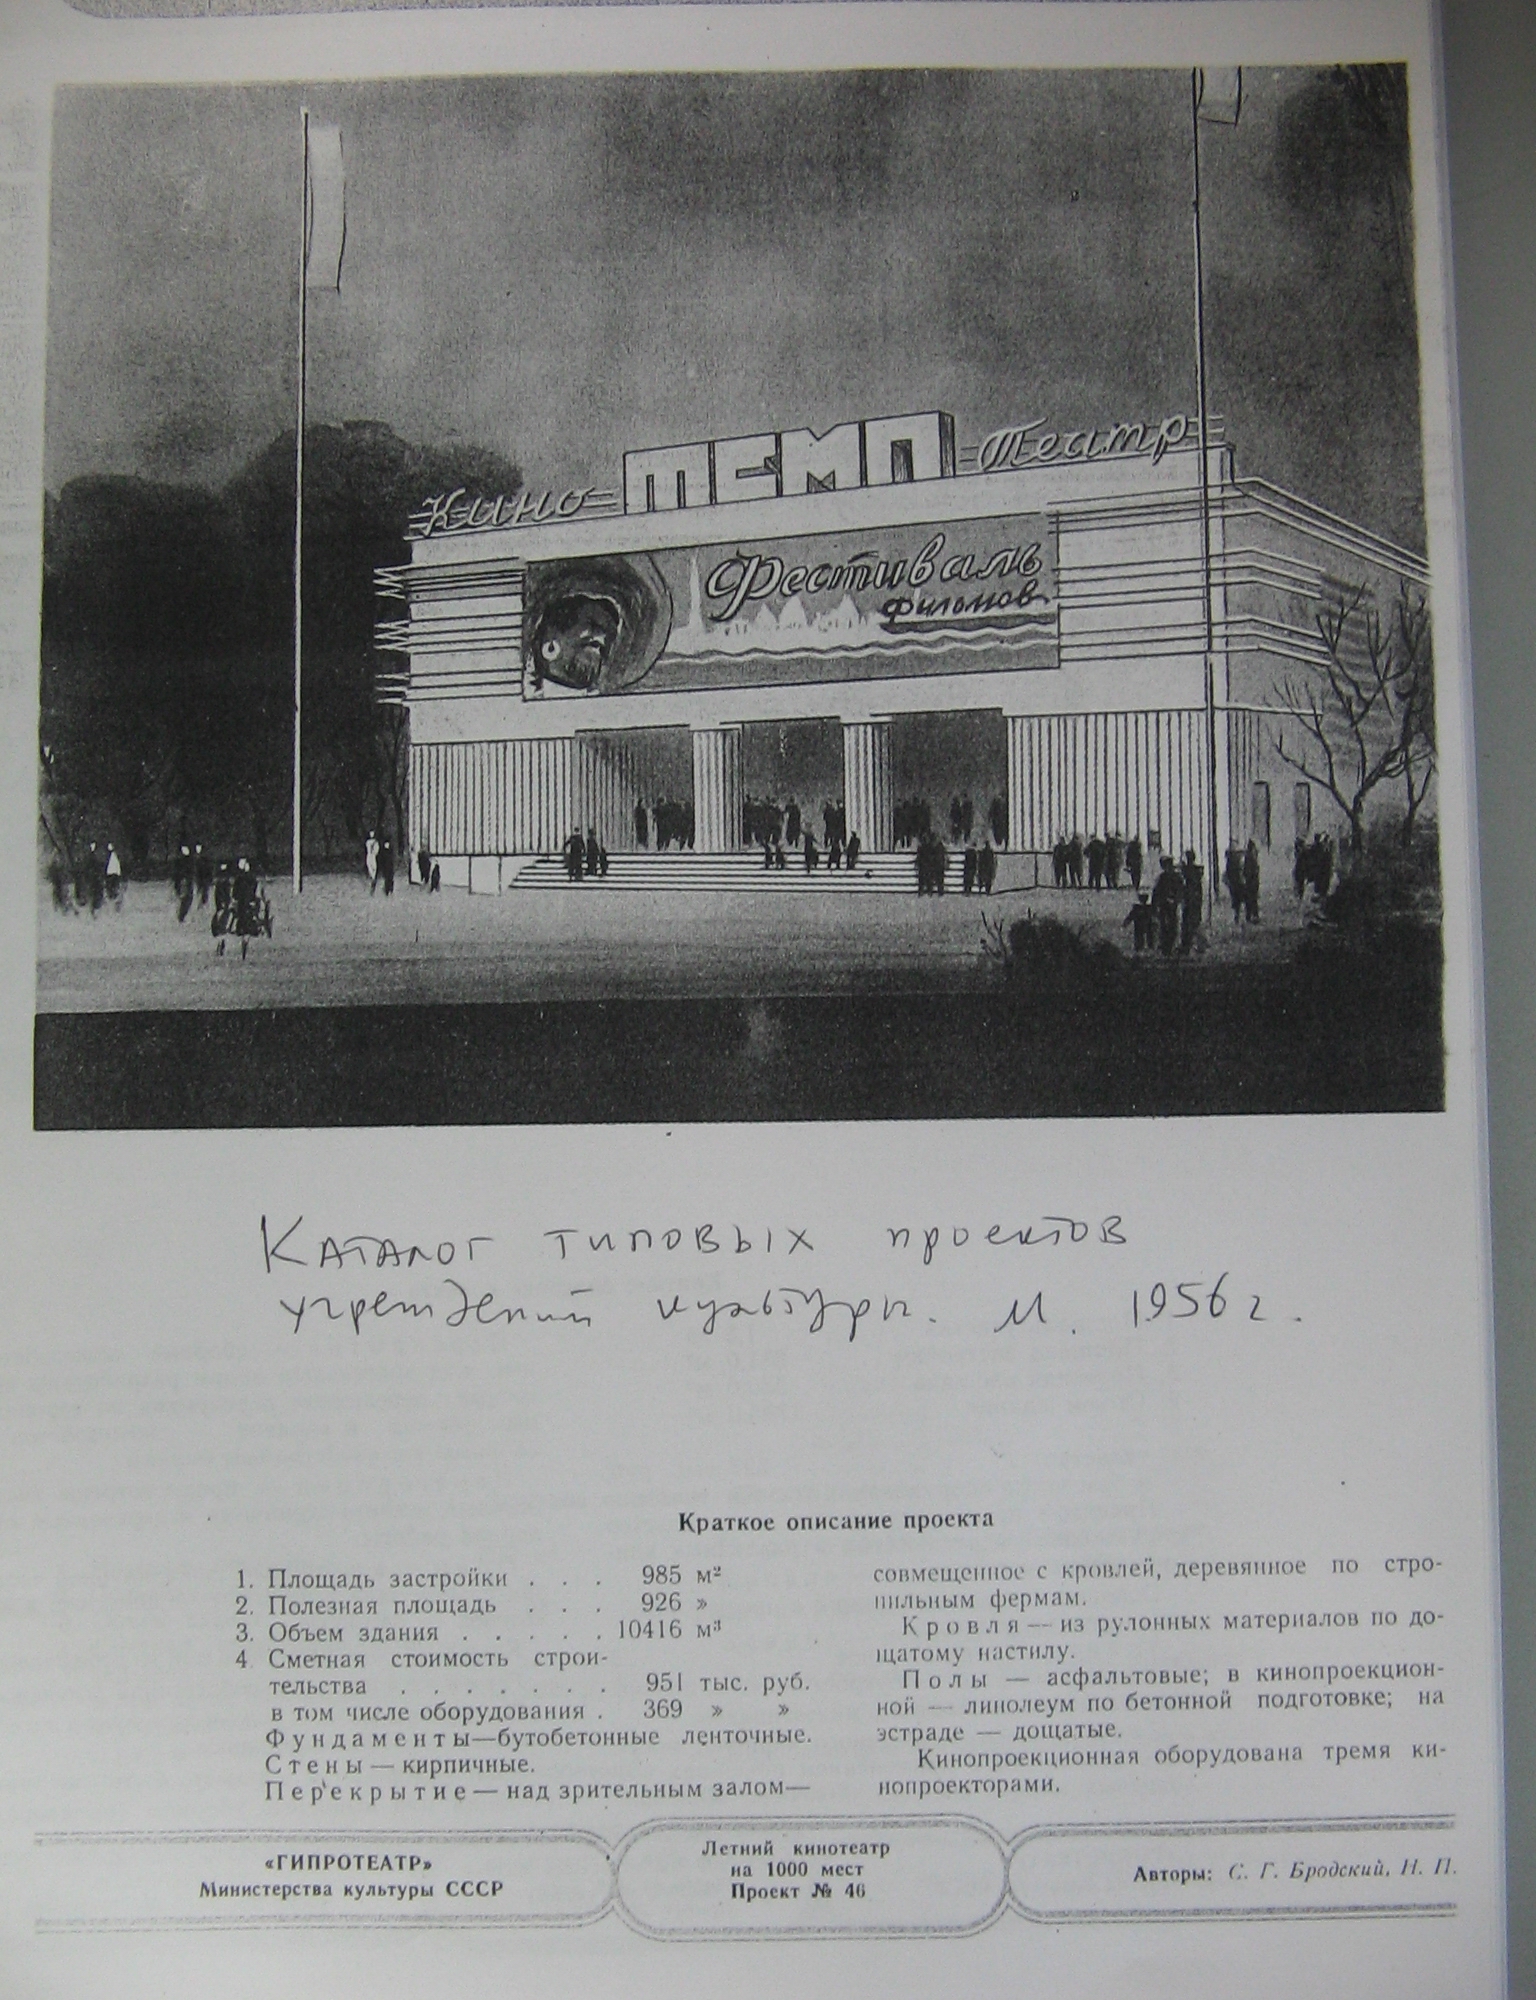 Кино ТЕМП Театр
Фестиваль
фильмов
Каталог типовых проектов
учреждений культуры. М. 1956 г.
Краткое описание проекта
1. Площадь застройки . . . 985 м²
2. Полезная площадь . . . 926 »
3. Объем здания . . . . . 10416 м³
4 Сметная стоимость строи-
тельства . . . . . . . 951 тыс. руб.
в том числе оборудования . 369 » »
Фундаменты—бутобетонные ленточные.
Стены — кирпичные.
Перекрытие — над зрительным залом—
совмещенное с кровлей, деревянное по стро-
пильным фермам.
Кровля — из рулонных материалов по до-
щатому настилу.
Полы — асфальтовые; в кинопроекцион-
ной — линолеум по бетонной подготовке; на
эстраде — дощатые.
Кинопроекционная оборудована тремя ки-
нопроекторами.
«ГИПРОТЕАТР»
Министерства культуры СССР
Летний кинотеатр
на 1000 мест
Проект № 46
Авторы: С. Г. Бродский, Н. П.